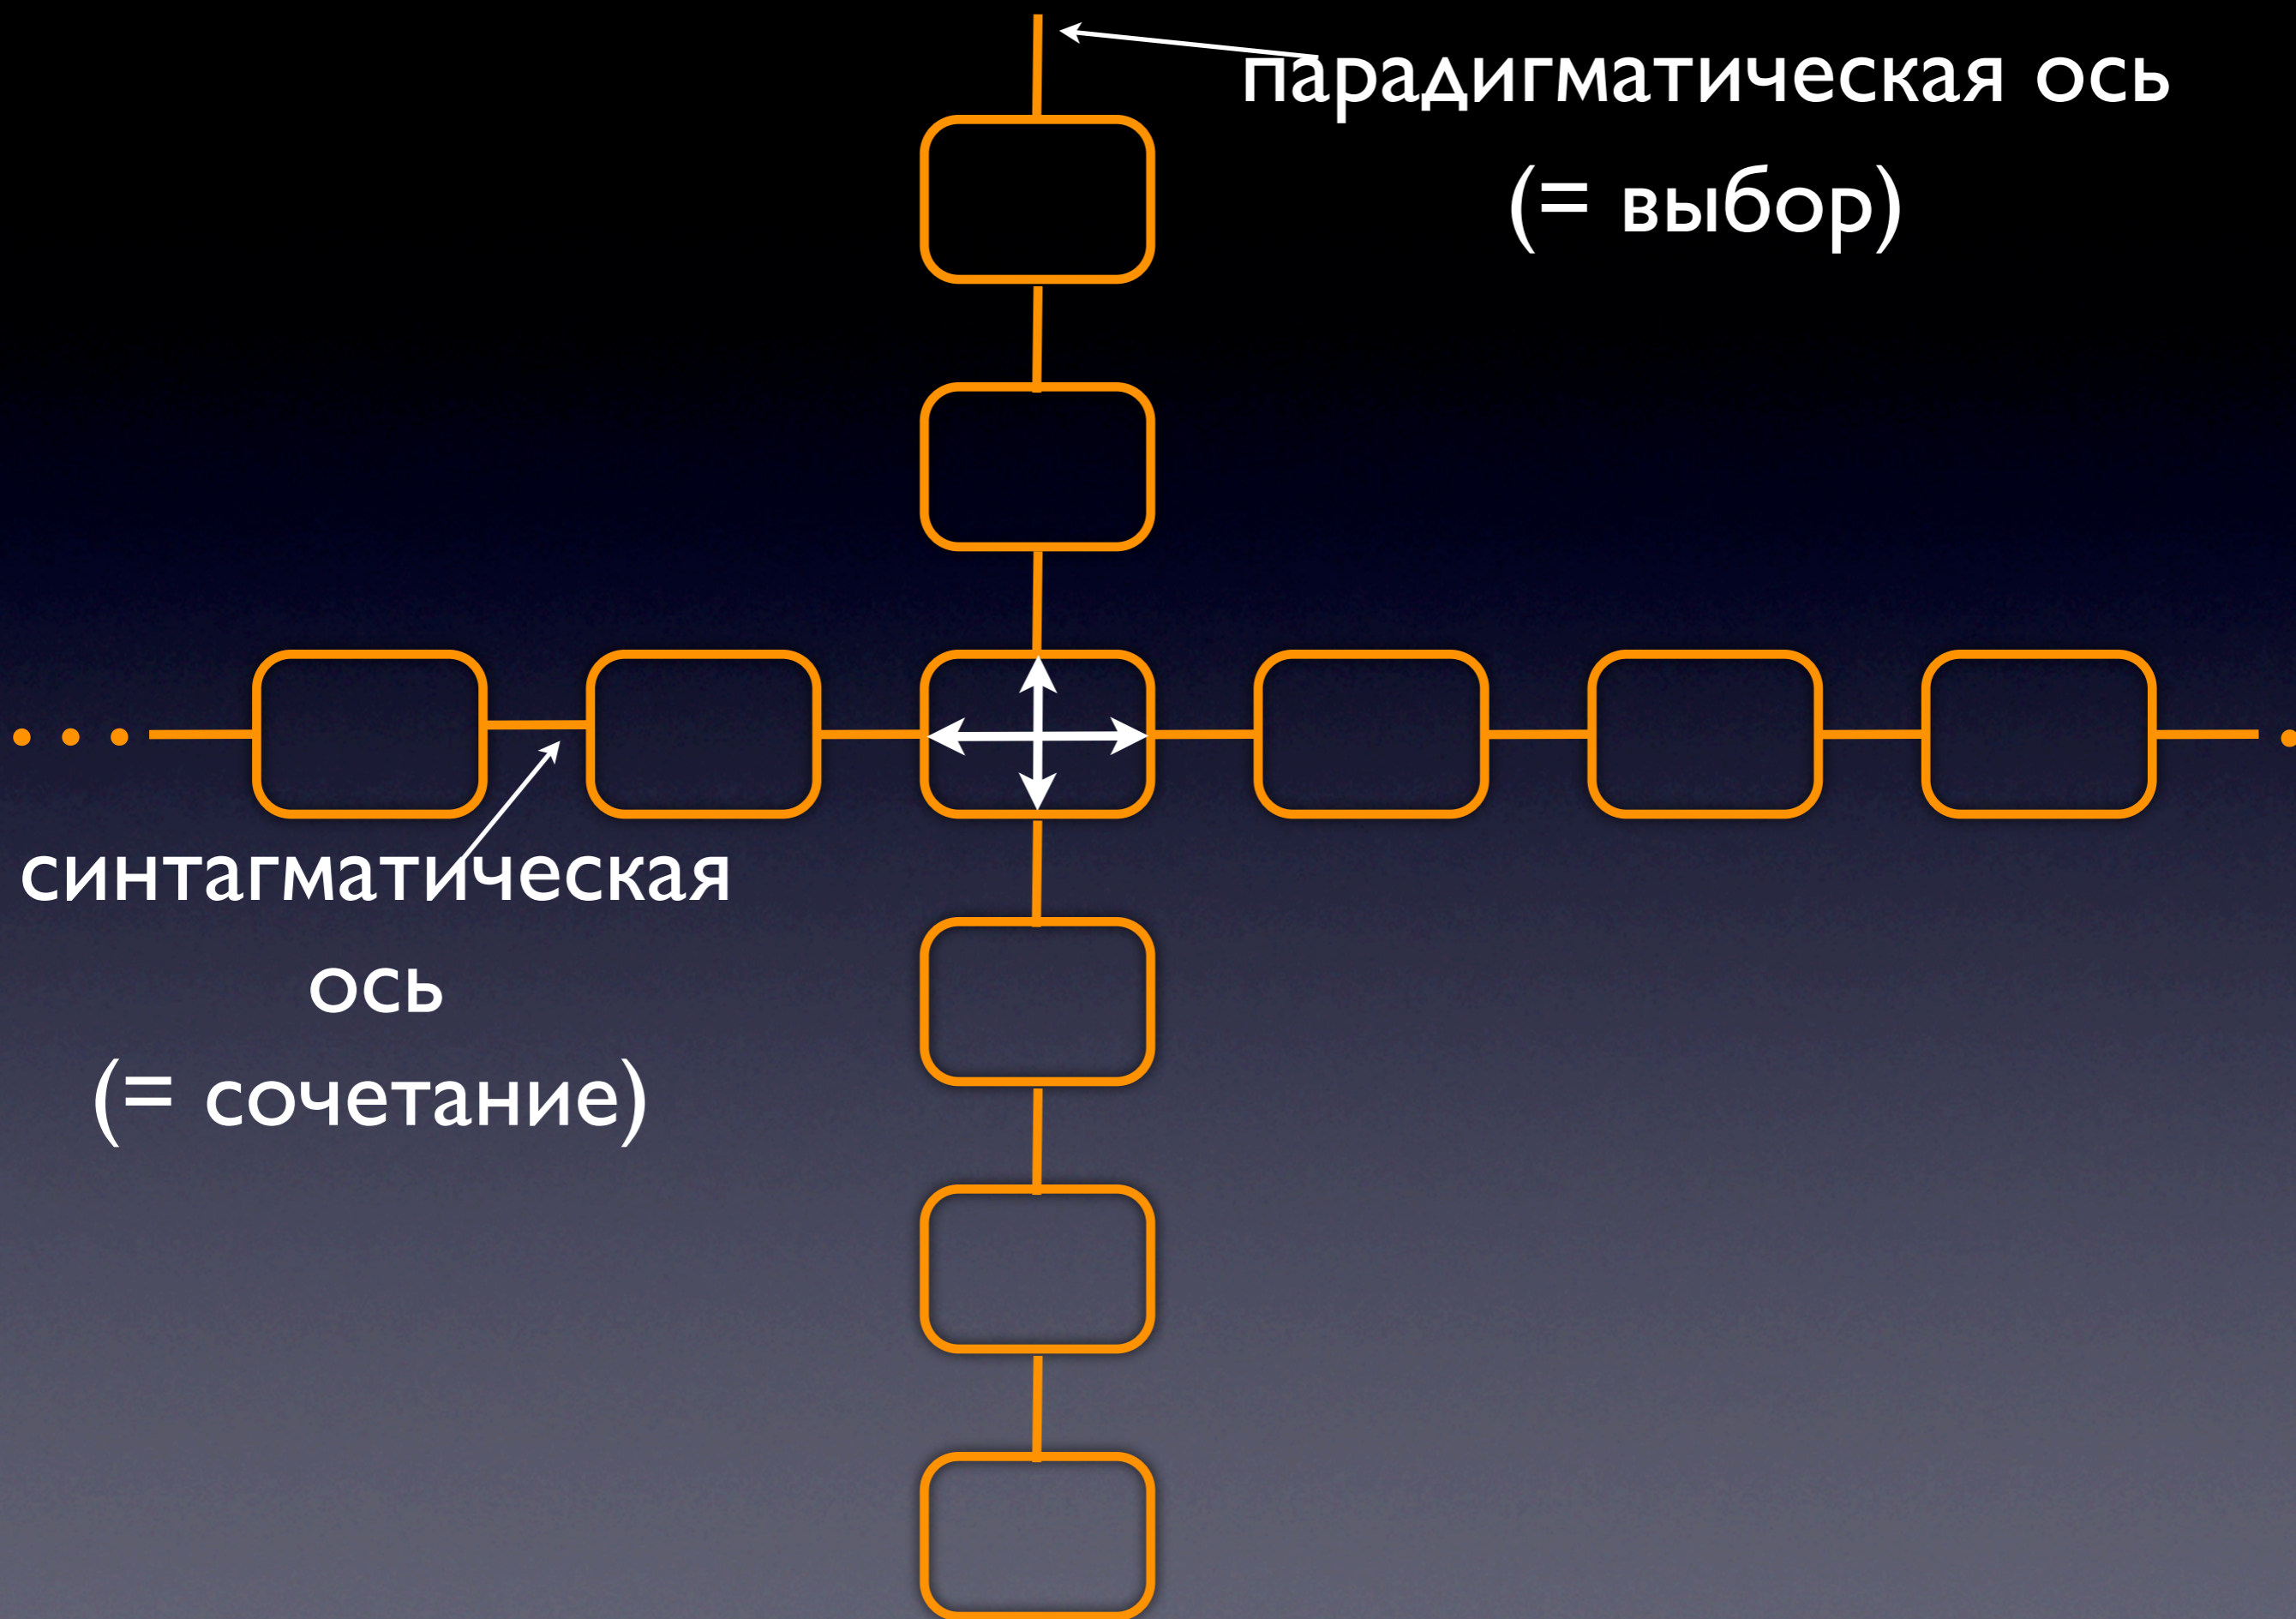 парадигматическая ось
(= выбор)
синтагматическая
ось
(= сочетание)